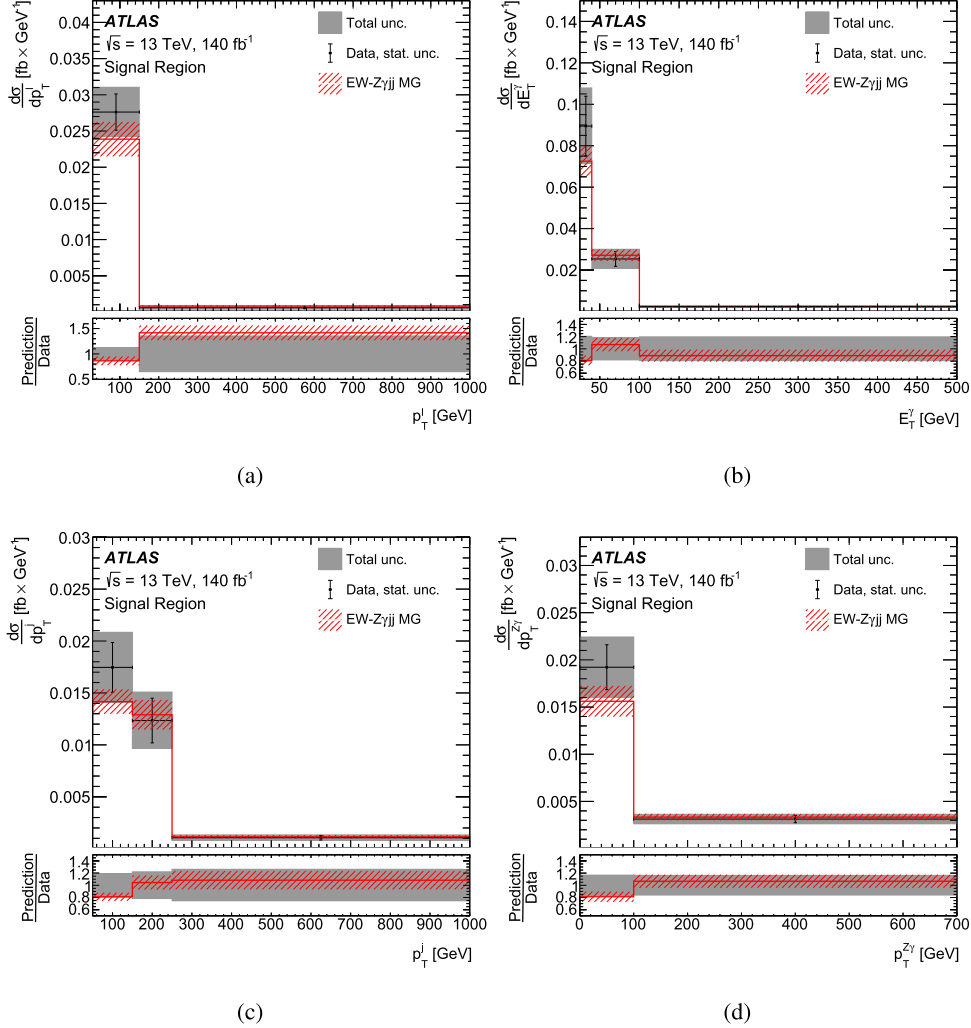 dσ/dp_T^l [fb × GeV^-1]
ATLAS
√s = 13 TeV, 140 fb^-1
Signal Region
Total unc.
Data, stat. unc.
EW-Zγjj MG
0.04
0.035
0.03
0.025
0.02
0.015
0.01
0.005
Prediction
Data
1.5
1
0.5
100 200 300 400 500 600 700 800 900 1000
p_T^l [GeV]
(a)
dσ/dE_T^γ [fb × GeV^-1]
ATLAS
√s = 13 TeV, 140 fb^-1
Signal Region
Total unc.
Data, stat. unc.
EW-Zγjj MG
0.14
0.12
0.1
0.08
0.06
0.04
0.02
Prediction
Data
1.4
1.2
1
0.8
0.6
50 100 150 200 250 300 350 400 450 500
E_T^γ [GeV]
(b)
dσ/dp_T^j [fb × GeV^-1]
ATLAS
√s = 13 TeV, 140 fb^-1
Signal Region
Total unc.
Data, stat. unc.
EW-Zγjj MG
0.03
0.025
0.02
0.015
0.01
0.005
Prediction
Data
1.4
1.2
1
0.8
0.6
100 200 300 400 500 600 700 800 900 1000
p_T^j [GeV]
(c)
dσ/dp_T^Zγ [fb × GeV^-1]
ATLAS
√s = 13 TeV, 140 fb^-1
Signal Region
Total unc.
Data, stat. unc.
EW-Zγjj MG
0.03
0.025
0.02
0.015
0.01
0.005
Prediction
Data
1.4
1.2
1
0.8
0.6
0 100 200 300 400 500 600 700
p_T^Zγ [GeV]
(d)